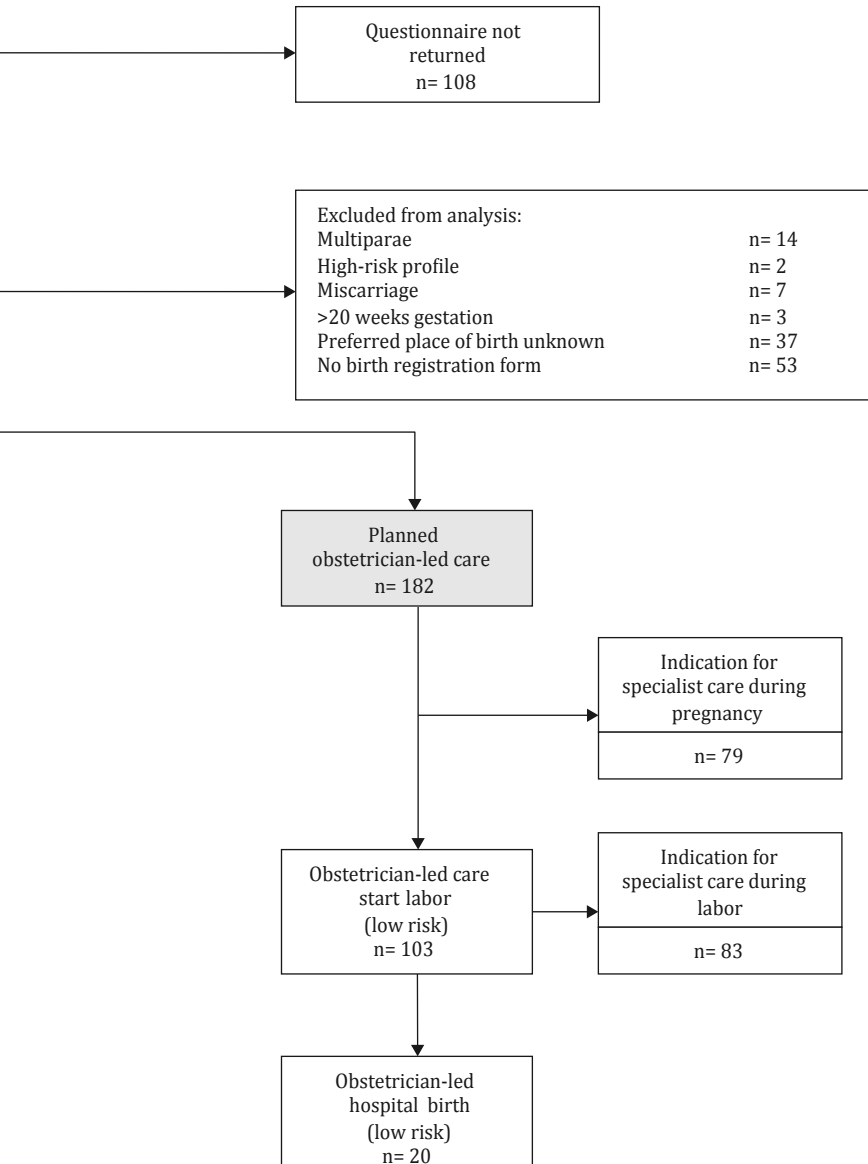 Questionnaire not
returned
n= 108
Excluded from analysis:
Multiparae n= 14
High-risk profile n= 2
Miscarriage n= 7
>20 weeks gestation n= 3
Preferred place of birth unknown n= 37
No birth registration form n= 53
Planned
obstetrician-led care
n= 182
Indication for
specialist care during
pregnancy
n= 79
Obstetrician-led care
start labor
(low risk)
n= 103
Indication for
specialist care during
labor
n= 83
Obstetrician-led
hospital birth
(low risk)
n= 20